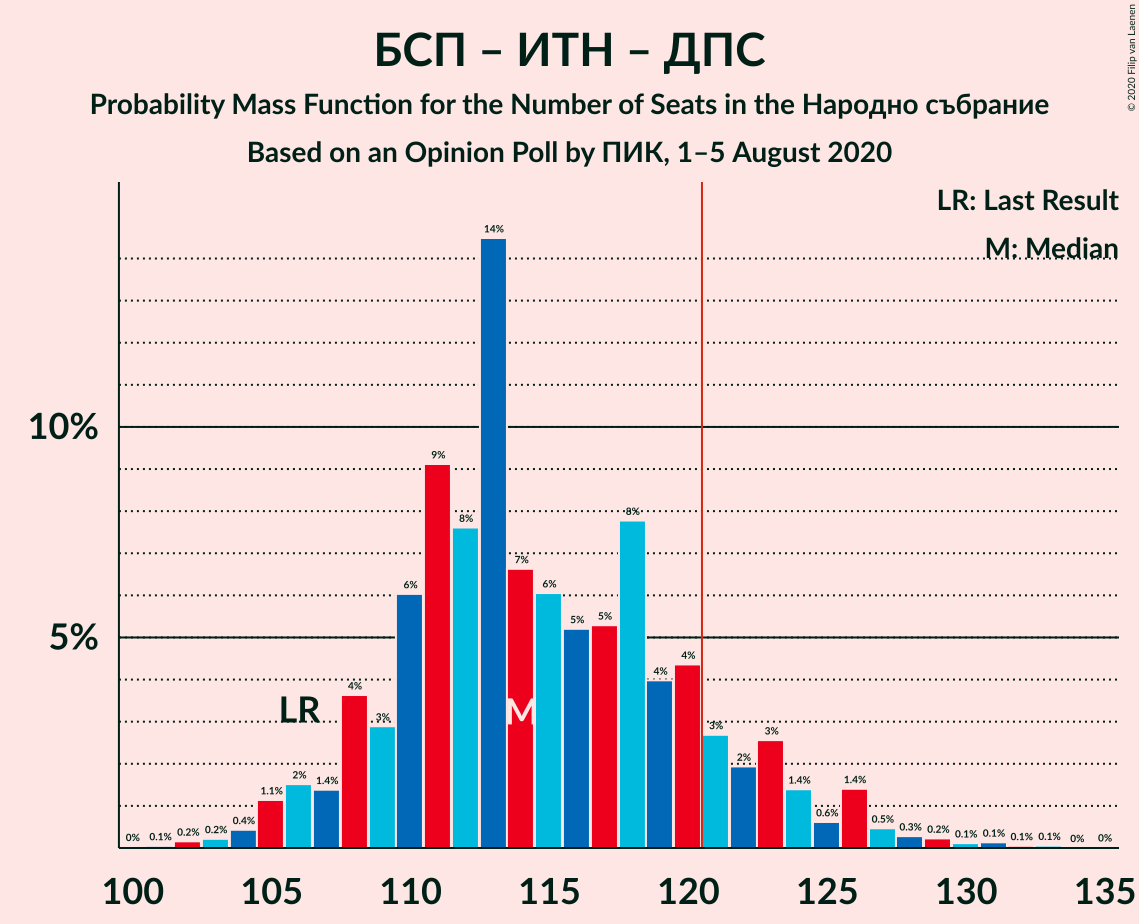 БСП – ИТН – ДПС
Probability Mass Function for the Number of Seats in the Народно събрание
Based on an Opinion Poll by ПИК, 1–5 August 2020
© 2020 Filip van Laenen
LR: Last Result
M: Median
10%
5%
LR
M
0% 0.1% 0.2% 0.2% 0.4% 1.1% 2% 1.4% 4% 3% 6% 9% 8% 14% 7% 6% 5% 5% 8% 4% 4% 3% 2% 3% 1.4% 0.6% 1.4% 0.5% 0.3% 0.2% 0.1% 0.1% 0.1% 0.1% 0% 0%
100 105 110 115 120 125 130 135